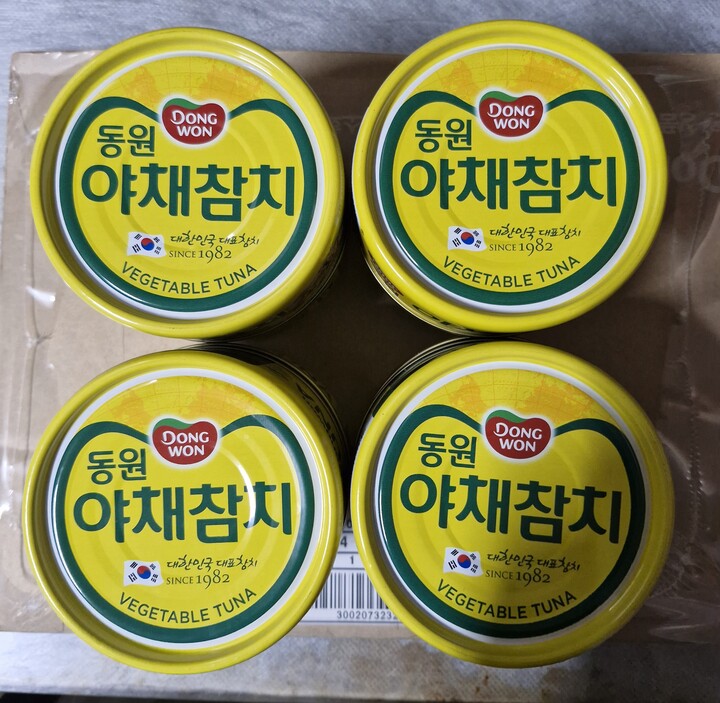 DONG
WON
동원
야채참치
대한민국 대표참치
SINCE 1982
VEGETABLE TUNA
DONG
WON
동원
야채참치
대한민국 대표참치
SINCE 1982
VEGETABLE TUNA
DONG
WON
동원
야채참치
대한민국 대표참치
SINCE 1982
VEGETABLE TUNA
DONG
WON
동원
야채참치
대한민국 대표참치
SINCE 1982
VEGETABLE TUNA
4
1